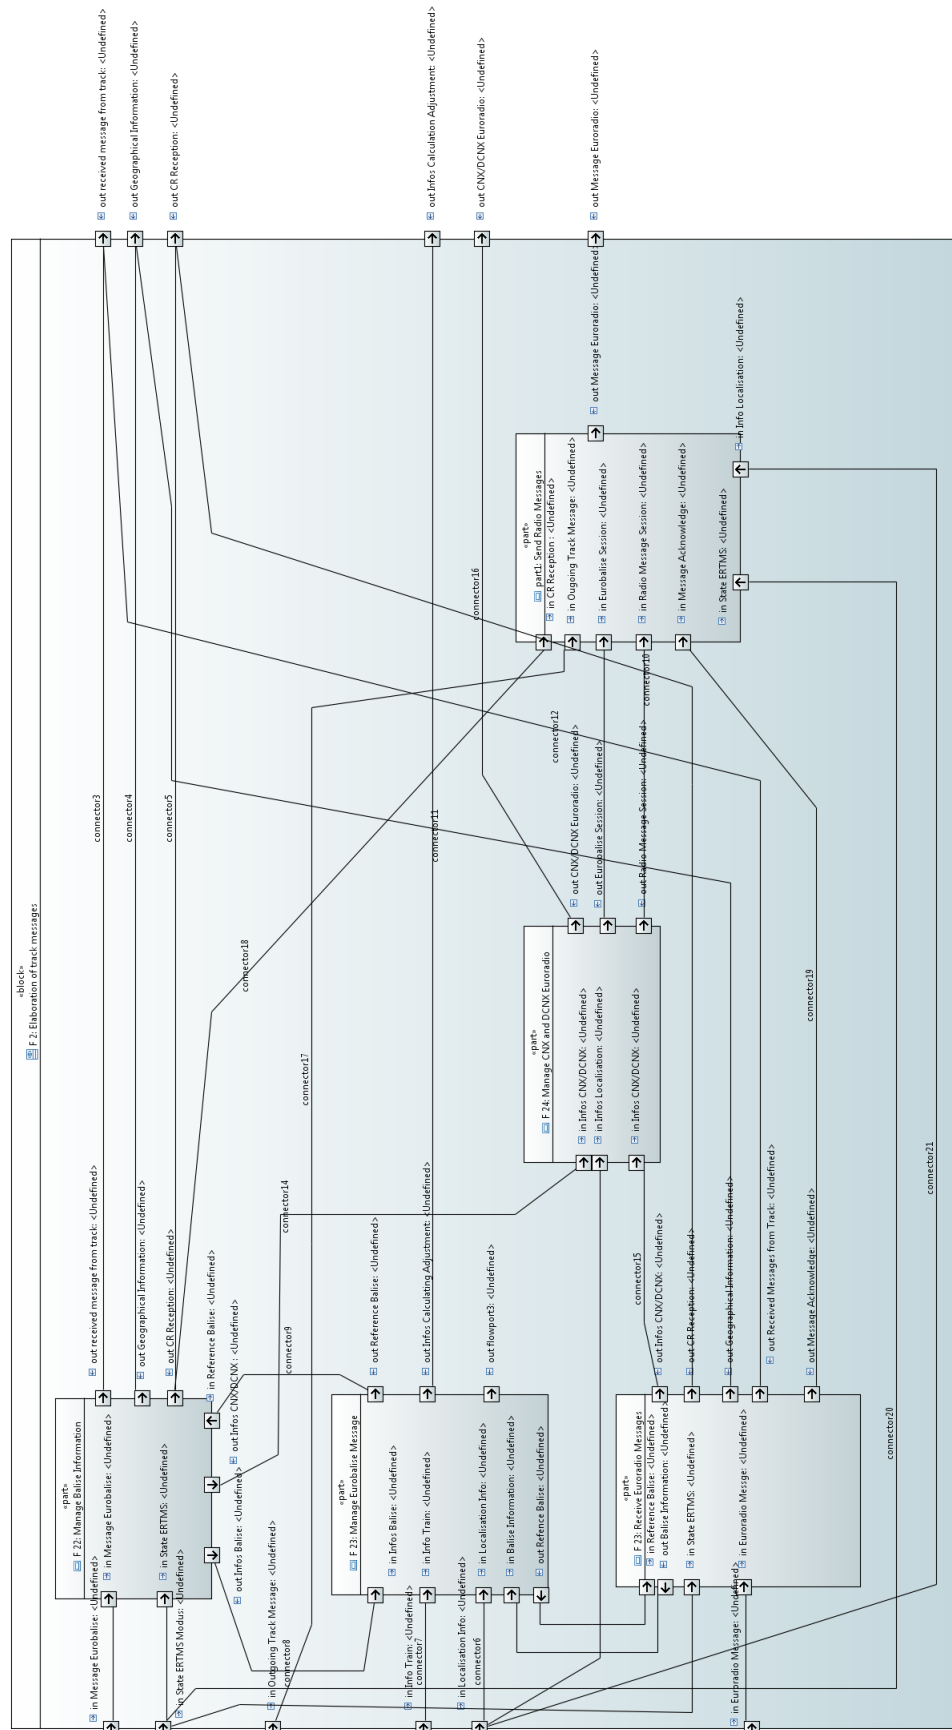 «block»
F 2: Elaboration of track messages
out received message from track: <Undefined>
out Geographical Information: <Undefined>
out CR Reception: <Undefined>
out Infos Calculation Adjustment: <Undefined>
out CNX/DCNX Euroradio: <Undefined>
out Message Euroradio: <Undefined>
connector3
connector4
connector5
connector18
connector17
connector14
connector9
connector11
connector16
connector12
connector10
connector19
connector15
connector21
connector20
connector8
connector7
connector6
«part»
part1: Send Radio Messages
in CR Reception : <Undefined>
in Outgoing Track Message: <Undefined>
in Eurobalise Session: <Undefined>
in Radio Message Session: <Undefined>
in Message Acknowledge: <Undefined>
in State ERTMS: <Undefined>
out Message Euroradio: <Undefined>
in Info Localisation: <Undefined>
«part»
F 24: Manage CNX and DCNX Euroradio
in Infos CNX/DCNX: <Undefined>
in Infos Localisation: <Undefined>
in Infos CNX/DCNX: <Undefined>
out CNX/DCNX Euroradio: <Undefined>
out Eurobalise Session: <Undefined>
out Radio Message Session: <Undefined>
«part»
F 22: Manage Balise Information
in Message Eurobalise: <Undefined>
in State ERTMS: <Undefined>
out received message from track: <Undefined>
out Geographical Information: <Undefined>
out CR Reception: <Undefined>
in Reference Balise: <Undefined>
out Infos CNX/DCNX : <Undefined>
out Infos Balise: <Undefined>
«part»
F 23: Manage Eurobalise Message
in Infos Balise: <Undefined>
in Info Train: <Undefined>
in Localisation Info: <Undefined>
in Balise Information: <Undefined>
out Refence Balise: <Undefined>
out Reference Balise: <Undefined>
out Infos Calculating Adjustment: <Undefined>
out flowport3: <Undefined>
«part»
F 23: Receive Euroradio Messages
in Reference Balise: <Undefined>
out Balise Information: <Undefined>
in State ERTMS: <Undefined>
in Euroradio Messge: <Undefined>
out Infos CNX/DCNX: <Undefined>
out CR Reception: <Undefined>
out Geographical Information: <Undefined>
out Received Messages from Track: <Undefined>
out Message Acknowledge: <Undefined>
in Message Eurobalise: <Undefined>
in State ERTMS Modus: <Undefined>
in Outgoing Track Message: <Undefined>
in Info Train: <Undefined>
in Localisation Info: <Undefined>
in Euroradio Message: <Undefined>